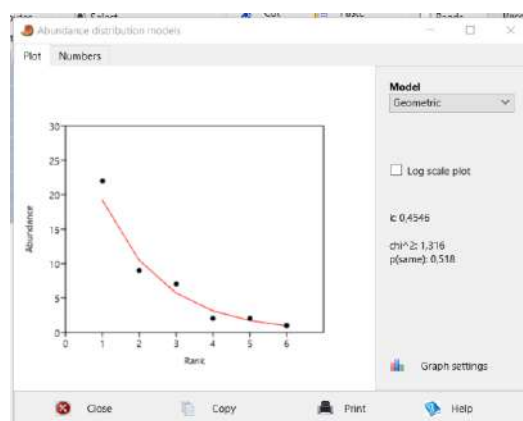 Select
Abundance distribution models
Plot Numbers
Model
Geometric
Log scale plot
k: 0,4546
chi^2: 1,316
p(same): 0,518
30
25
20
15
10
5
0
Abundance
0 1 2 3 4 5 6
Rank
Graph settings
Close Copy Print Help